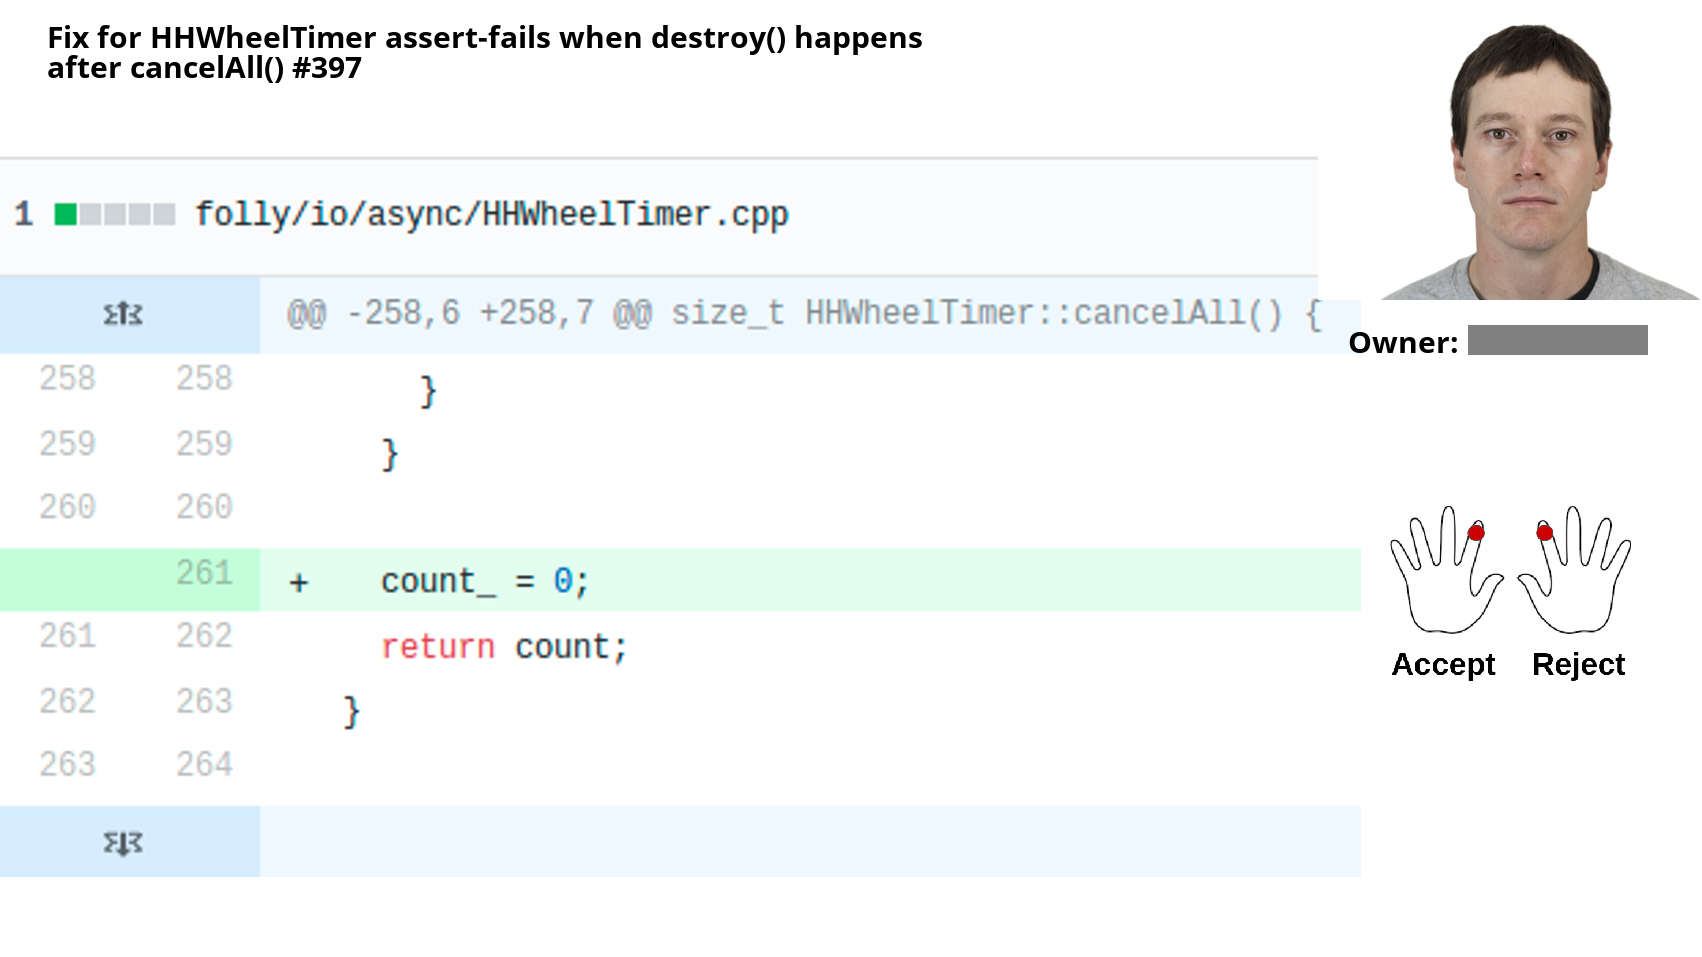 Fix for HHWheelTimer assert-fails when destroy() happens
after cancelAll() #397
1 folly/io/async/HHWheelTimer.cpp
@@ -258,6 +258,7 @@ size_t HHWheelTimer::cancelAll() {
258 258 }
259 259 }
260 260
261 + count_ = 0;
261 262 return count;
262 263 }
263 264
Owner:
Accept Reject